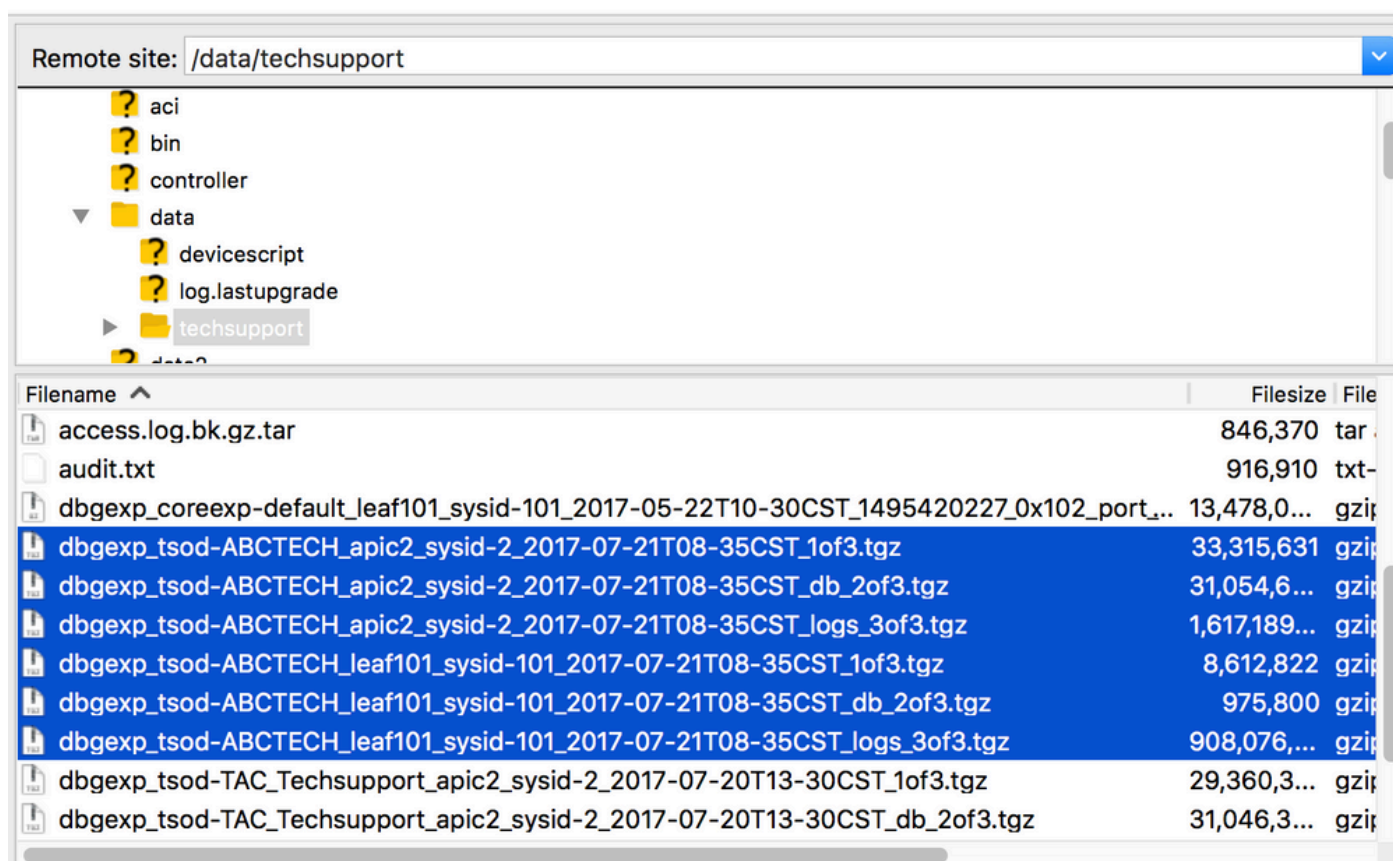 Remote site: /data/techsupport
aci
bin
controller
data
devicescript
log.lastupgrade
techsupport
data2
Filename Filesize File
access.log.bk.gz.tar 846,370 tar
audit.txt 916,910 txt-
dbgexp_coreexp-default_leaf101_sysid-101_2017-05-22T10-30CST_1495420227_0x102_port_... 13,478,0... gzip
dbgexp_tsod-ABCTECH_apic2_sysid-2_2017-07-21T08-35CST_1of3.tgz 33,315,631 gzip
dbgexp_tsod-ABCTECH_apic2_sysid-2_2017-07-21T08-35CST_db_2of3.tgz 31,054,6... gzip
dbgexp_tsod-ABCTECH_apic2_sysid-2_2017-07-21T08-35CST_logs_3of3.tgz 1,617,189... gzip
dbgexp_tsod-ABCTECH_leaf101_sysid-101_2017-07-21T08-35CST_1of3.tgz 8,612,822 gzip
dbgexp_tsod-ABCTECH_leaf101_sysid-101_2017-07-21T08-35CST_db_2of3.tgz 975,800 gzip
dbgexp_tsod-ABCTECH_leaf101_sysid-101_2017-07-21T08-35CST_logs_3of3.tgz 908,076,... gzip
dbgexp_tsod-TAC_Techsupport_apic2_sysid-2_2017-07-20T13-30CST_1of3.tgz 29,360,3... gzip
dbgexp_tsod-TAC_Techsupport_apic2_sysid-2_2017-07-20T13-30CST_db_2of3.tgz 31,046,3... gzip